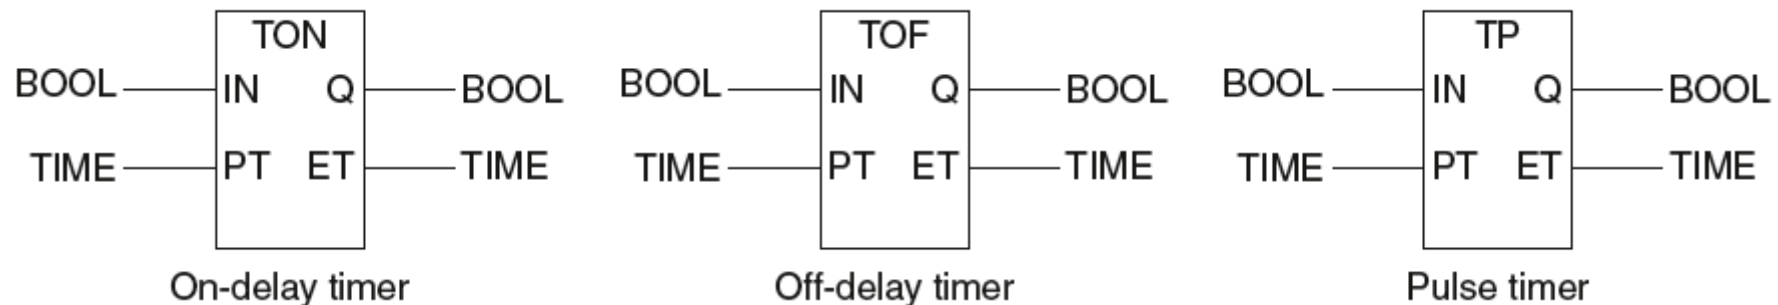 TON TOF TP
BOOL IN Q BOOL BOOL IN Q BOOL BOOL IN Q BOOL
TIME PT ET TIME TIME PT ET TIME TIME PT ET TIME
On-delay timer Off-delay timer Pulse timer